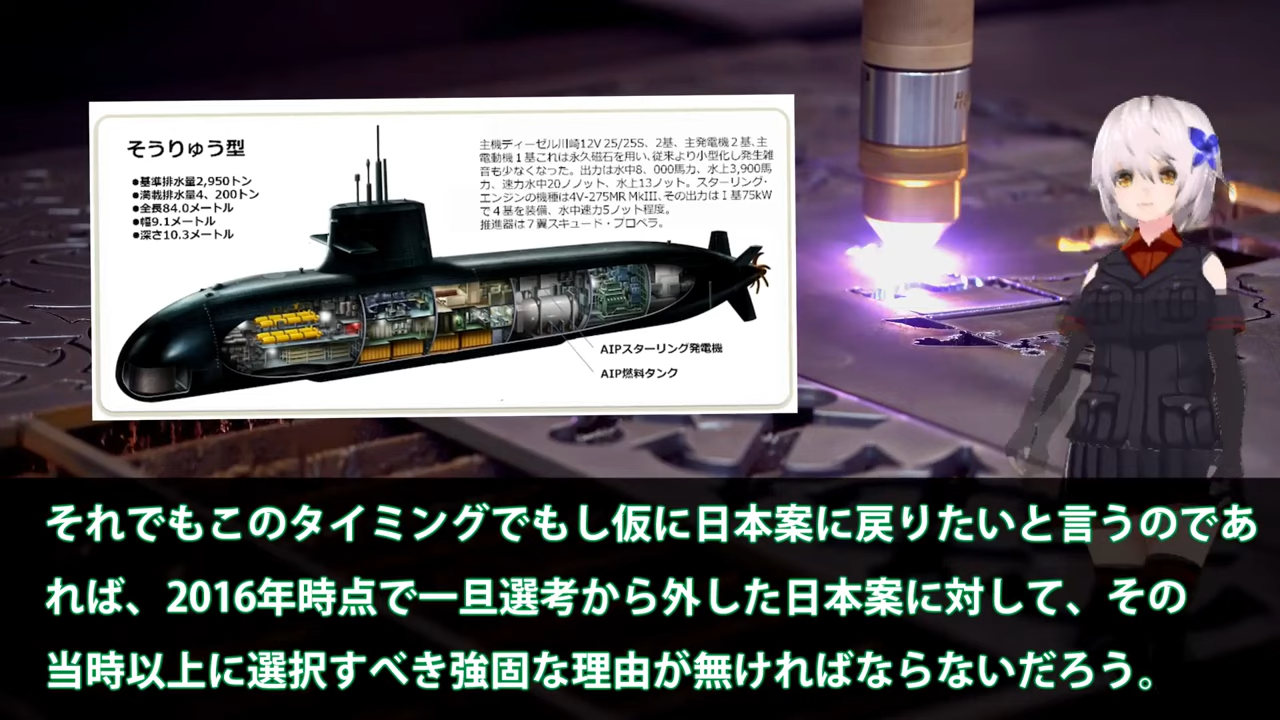 そうりゅう型
●基準排水量2,950トン
●満載排水量4、200トン
●全長84.0メートル
●幅9.1メートル
●深さ10.3メートル
主機ディーゼル川崎12V 25/25S、2基、主発電機2基、主
電動機1基これは永久磁石を用い、従来より小型化し発生雑
音も少なくなった。出力は水中8、000馬力、水上3,900馬
力、速力水中20ノノット、水上13ノット。スターリング・
エンジンの機種は4V-275MR MkIII、その出力はI基75kW
で4基を装備、水中速力5ノット程度。
推進器は7翼スキュード・プロペラ。
AIPスターリング発電機
AIP燃料タンク
それでもこのタイミングでもし仮に日本案に戻りたいと言うのであ
れば、2016年時点で一旦選考から外した日本案に対して、その
当時以上に選択すべき強固な理由が無ければならないだろう。